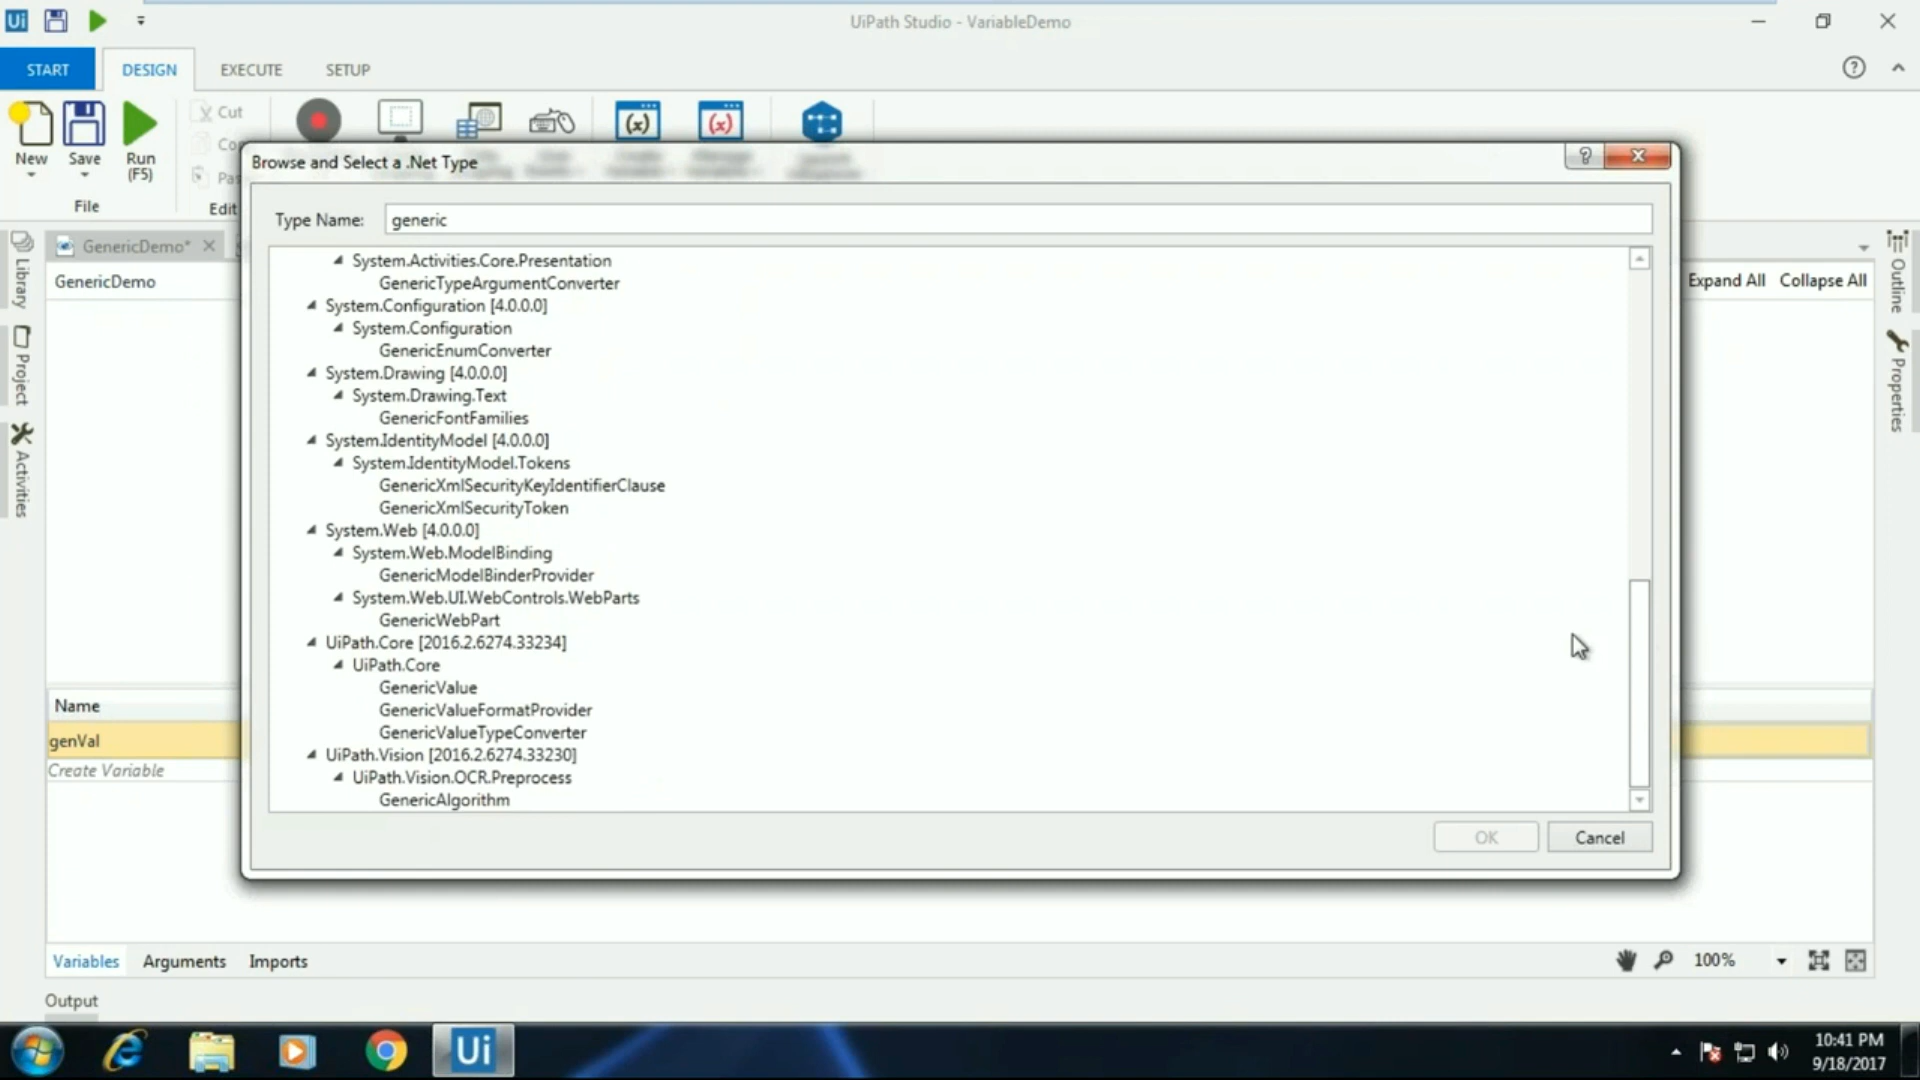 Ui
UiPath Studio - VariableDemo
START
DESIGN
EXECUTE
SETUP
Cut
Co
Pas
New
Save
Run
(F5)
File
Edit
Browse and Select a .Net Type
Type Name:
generic
GenericDemo*
GenericDemo
Expand All
Collapse All
Library
Project
Activities
Outline
Properties
System.Activities.Core.Presentation
GenericTypeArgumentConverter
System.Configuration [4.0.0.0]
System.Configuration
GenericEnumConverter
System.Drawing [4.0.0.0]
System.Drawing.Text
GenericFontFamilies
System.IdentityModel [4.0.0.0]
System.IdentityModel.Tokens
GenericXmlSecurityKeyIdentifierClause
GenericXmlSecurityToken
System.Web [4.0.0.0]
System.Web.ModelBinding
GenericModelBinderProvider
System.Web.UI.WebControls.WebParts
GenericWebPart
UiPath.Core [2016.2.6274.33234]
UiPath.Core
GenericValue
GenericValueFormatProvider
GenericValueTypeConverter
UiPath.Vision [2016.2.6274.33230]
UiPath.Vision.OCR.Preprocess
GenericAlgorithm
OK
Cancel
Name
genVal
Create Variable
Variables
Arguments
Imports
100%
Output
Ui
10:41 PM
9/18/2017